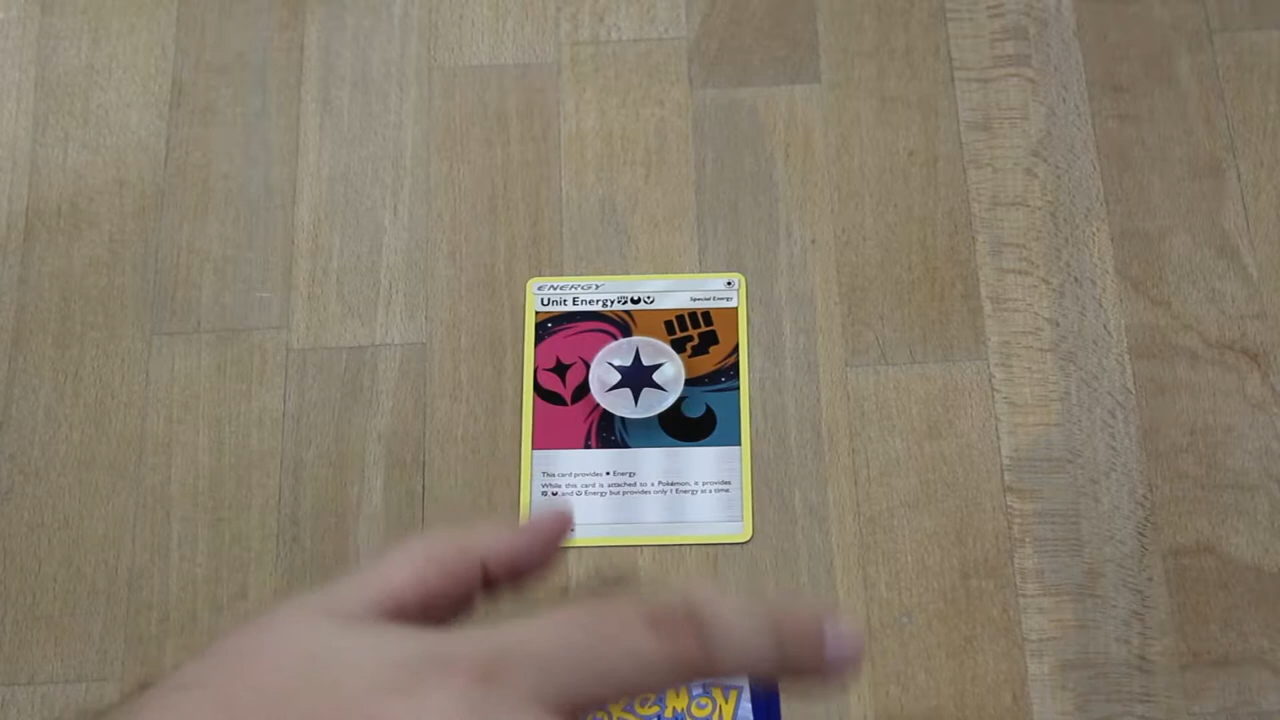 ENERGY
Unit Energy
Special Energy
This card provides Energy.
While this card is attached to a Pokémon, it provides
, , and Energy but provides only 1 Energy at a time.
POKéMON